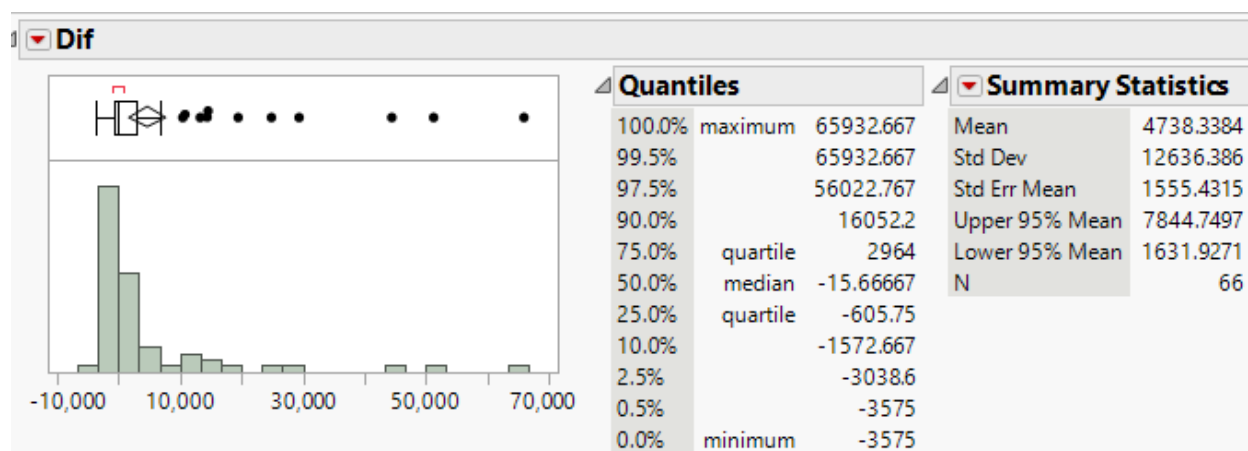 Dif
-10,000 10,000 30,000 50,000 70,000
Quantiles
100.0% maximum 65932.667
99.5% 65932.667
97.5% 56022.767
90.0% 16052.2
75.0% quartile 2964
50.0% median -15.66667
25.0% quartile -605.75
10.0% -1572.667
2.5% -3038.6
0.5% -3575
0.0% minimum -3575
Summary Statistics
Mean 4738.3384
Std Dev 12636.386
Std Err Mean 1555.4315
Upper 95% Mean 7844.7497
Lower 95% Mean 1631.9271
N 66